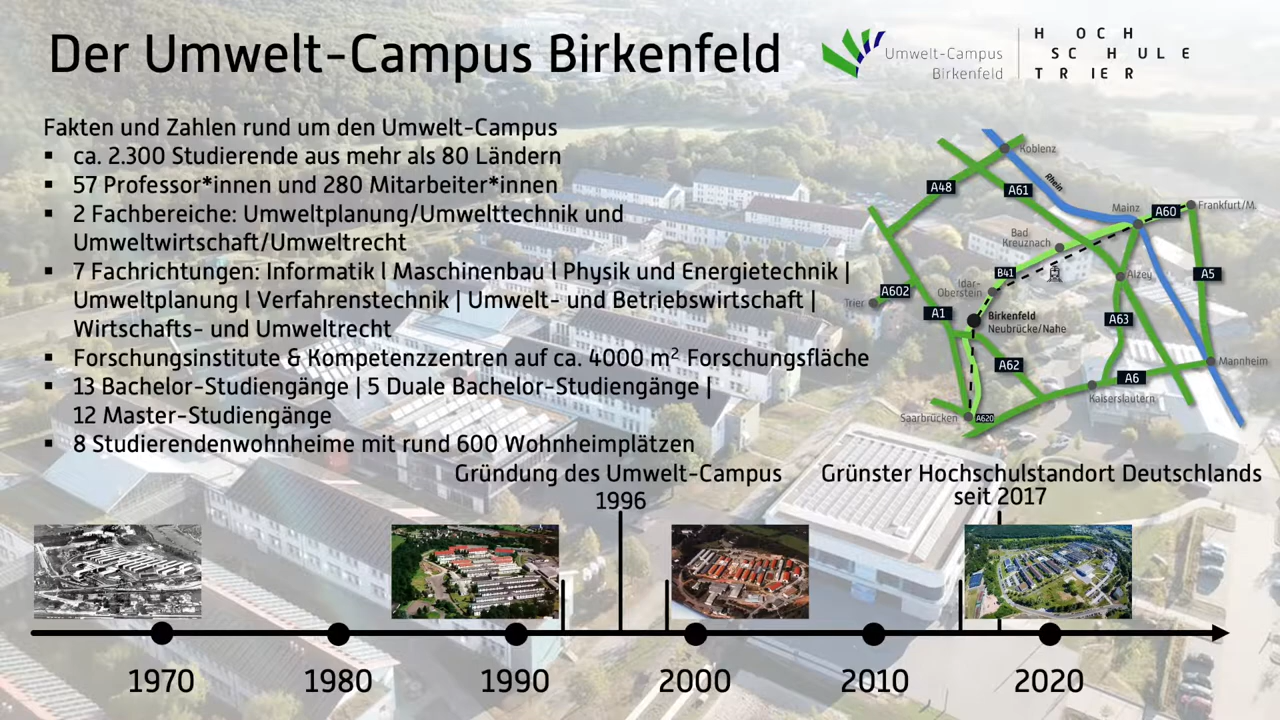 Der Umwelt-Campus Birkenfeld
Umwelt-Campus
Birkenfeld
H O C H
S C H U L E
T R I E R
Fakten und Zahlen rund um den Umwelt-Campus
▪ ca. 2.300 Studierende aus mehr als 80 Ländern
▪ 57 Professor*innen und 280 Mitarbeiter*innen
▪ 2 Fachbereiche: Umweltplanung/Umwelttechnik und
Umweltwirtschaft/Umweltrecht
▪ 7 Fachrichtungen: Informatik l Maschinenbau l Physik und Energietechnik |
Umweltplanung l Verfahrenstechnik | Umwelt- und Betriebswirtschaft |
Wirtschafts- und Umweltrecht
▪ Forschungsinstitute & Kompetenzzentren auf ca. 4000 m² Forschungsfläche
▪ 13 Bachelor-Studiengänge | 5 Duale Bachelor-Studiengänge |
12 Master-Studiengänge
▪ 8 Studierendenwohnheime mit rund 600 Wohnheimplätzen
Koblenz
Rhein
A48
A61
Mainz
A60
Frankfurt/M.
Bad
Kreuznach
B41
Idar-
Oberstein
Alzey
A5
Trier
A602
A1
Birkenfeld
Neubrücke/Nahe
A63
A62
Mannheim
A6
Kaiserslautern
Saarbrücken
A620
Gründung des Umwelt-Campus
1996
Grünster Hochschulstandort Deutschlands
seit 2017
1970
1980
1990
2000
2010
2020